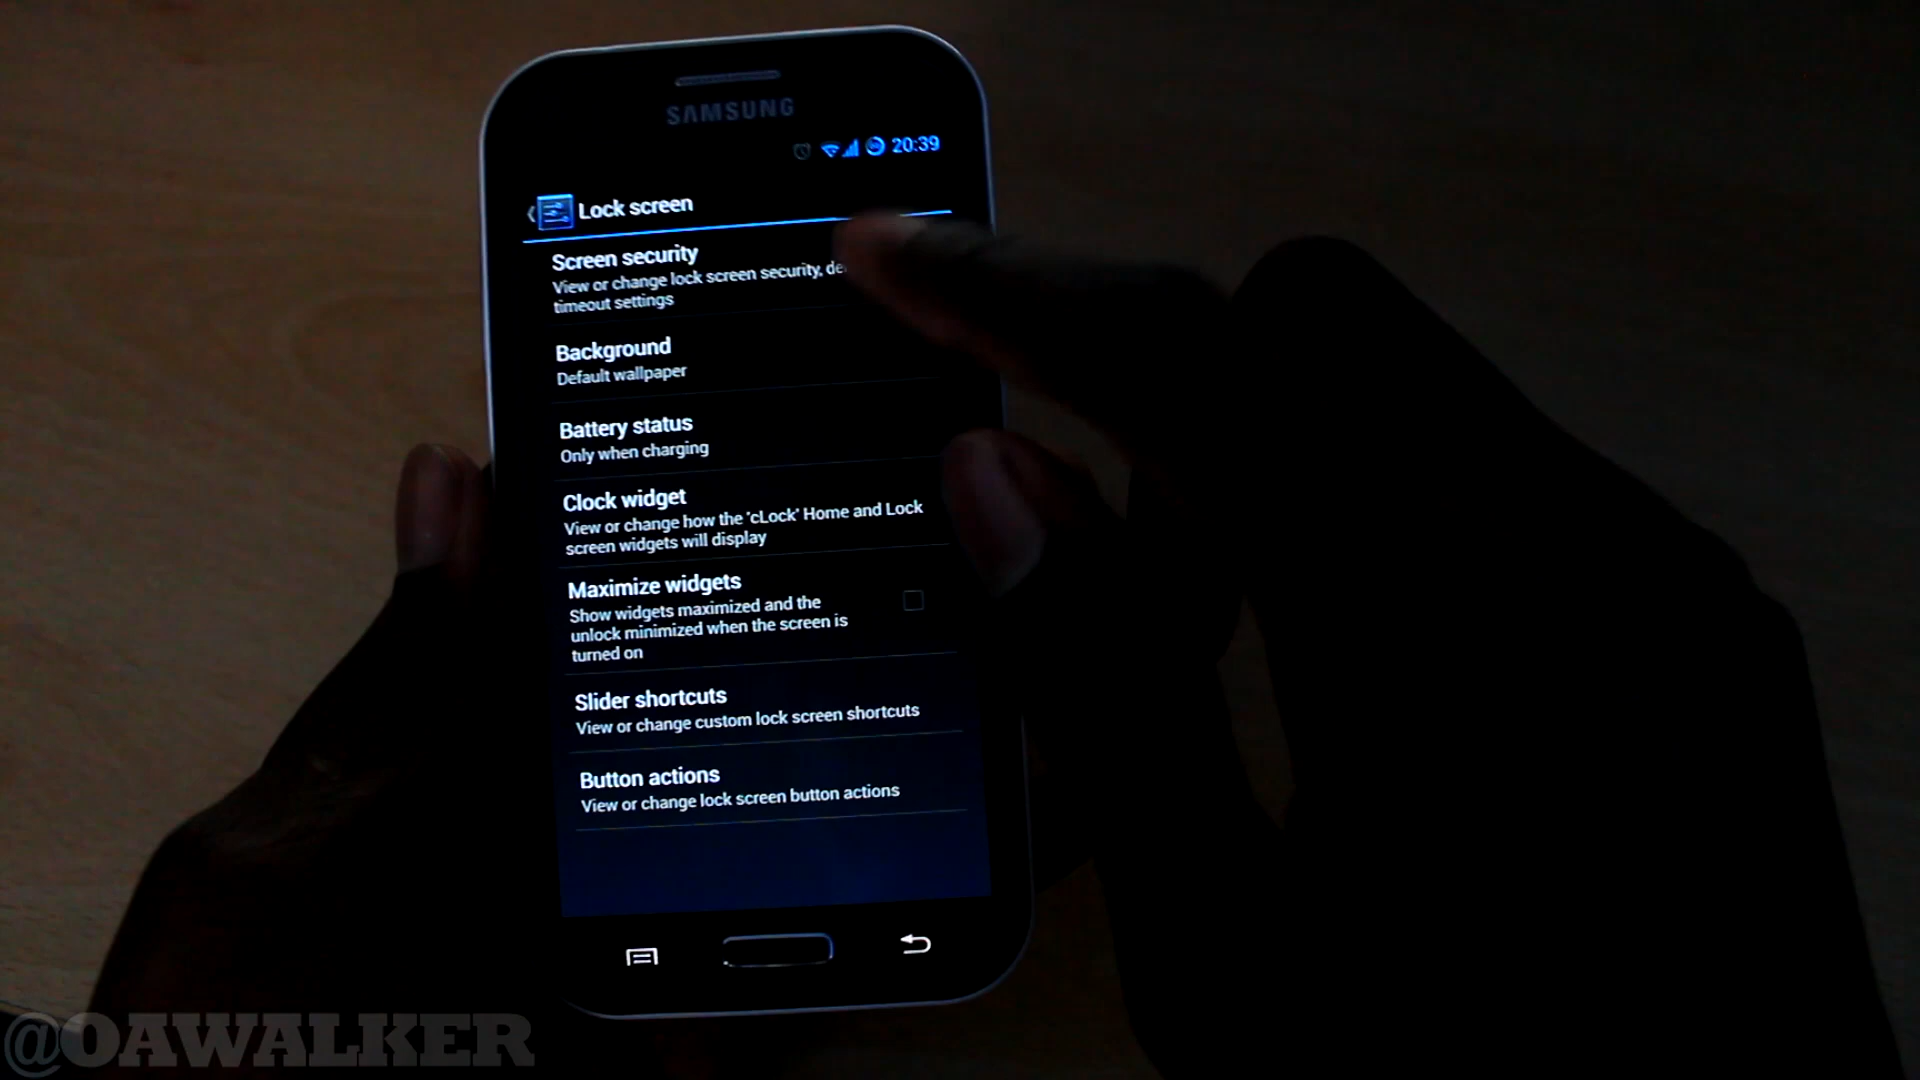 SAMSUNG
20:39
Lock screen
Screen security
View or change lock screen security,
timeout settings
Background
Default wallpaper
Battery status
Only when charging
Clock widget
View or change how the 'cLock' Home and Lock
screen widgets will display
Maximize widgets
Show widgets maximized and the
unlock minimized when the screen is
turned on
Slider shortcuts
View or change custom lock screen shortcuts
Button actions
View or change lock screen button actions
@OAWALKER